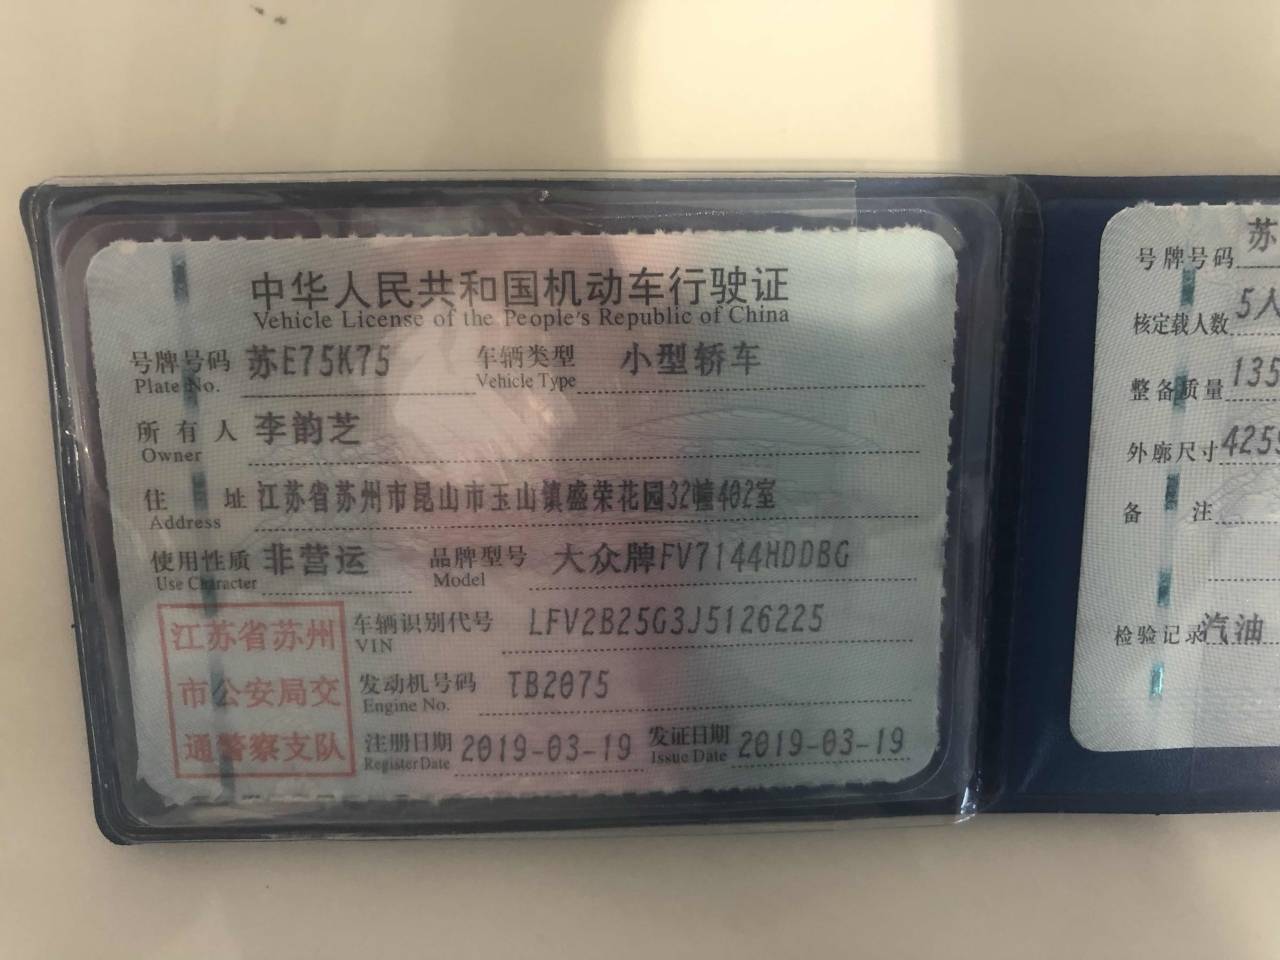 中华人民共和国机动车行驶证
Vehicle License of the People's Republic of China
号牌号码 苏E75K75 车辆类型 小型轿车
Plate No. Vehicle Type
所有人 李韵芝
Owner
住址 江苏省苏州市昆山市玉山镇盛荣花园32幢402室
Address
使用性质 非营运 品牌型号 大众牌FV7144HDDBG
Use Character Model
江苏省苏州
市公安局交
通警察支队
车辆识别代号 LFV2B25G3J5126225
VIN
发动机号码 TB2075
Engine No.
注册日期 2019-03-19 发证日期 2019-03-19
Register Date Issue Date
号牌号码 苏
核定载人数 5人
整备质量 135
外廓尺寸 425
备注
检验记录 汽油